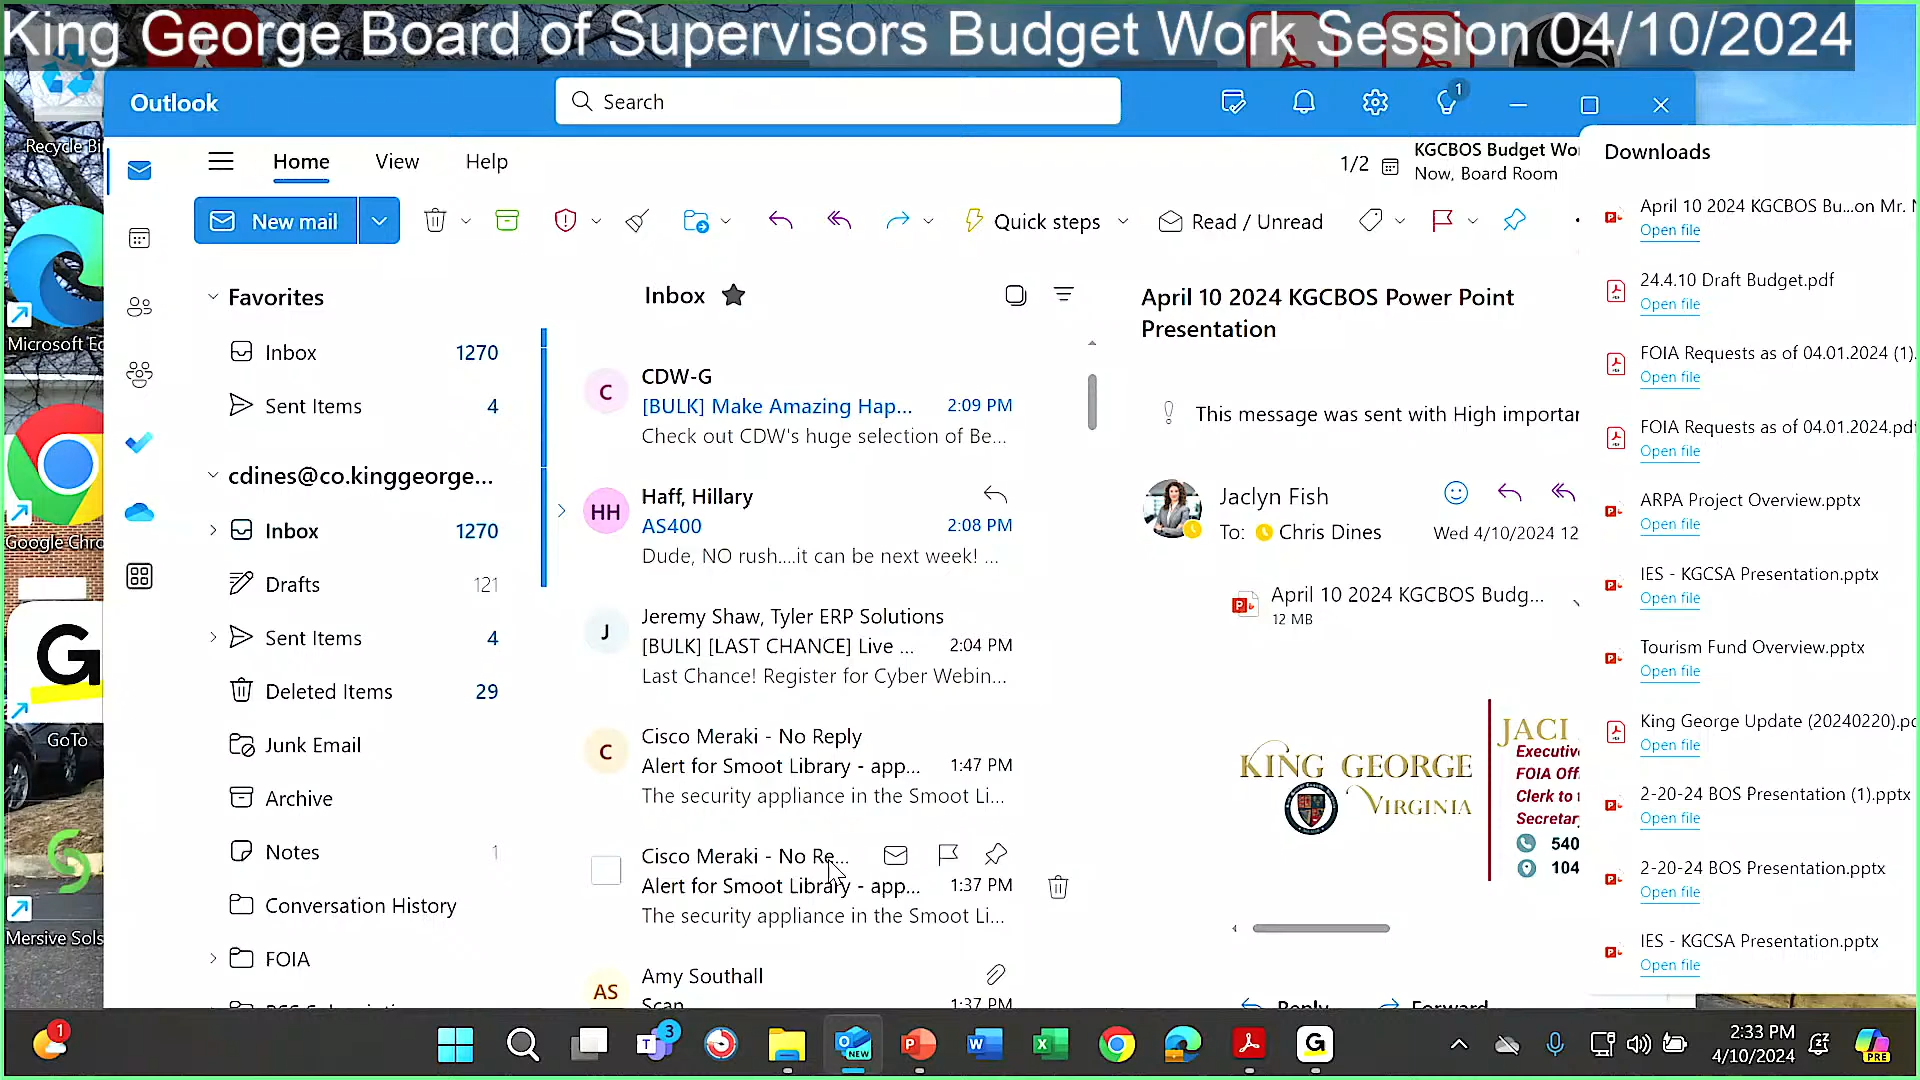 King George Board of Supervisors Budget Work Session 04/10/2024
Outlook
Search
1
Recycle Bi
Home
View
Help
1/2
KGCBOS Budget Wo
Now, Board Room
New mail
Quick steps
Read / Unread
Favorites
Inbox 1270
Sent Items 4
cdines@co.kinggeorge...
Inbox 1270
Drafts 121
Sent Items 4
Deleted Items 29
Junk Email
Archive
Notes 1
Conversation History
FOIA
Microsoft Ed
Google Chro
G
GoTo
Mersive Sols
Inbox
C
CDW-G
[BULK] Make Amazing Hap... 2:09 PM
Check out CDW's huge selection of Be...
HH
Haff, Hillary
AS400 2:08 PM
Dude, NO rush....it can be next week! ...
J
Jeremy Shaw, Tyler ERP Solutions
[BULK] [LAST CHANCE] Live ... 2:04 PM
Last Chance! Register for Cyber Webin...
C
Cisco Meraki - No Reply
Alert for Smoot Library - app... 1:47 PM
The security appliance in the Smoot Li...
Cisco Meraki - No Re...
Alert for Smoot Library - app... 1:37 PM
The security appliance in the Smoot Li...
AS
Amy Southall
Scan 1:37 PM
April 10 2024 KGCBOS Power Point
Presentation
This message was sent with High importan
Jaclyn Fish
To: Chris Dines
Wed 4/10/2024 12
April 10 2024 KGCBOS Budg...
12 MB
KING GEORGE
VIRGINIA
JACI
Executiv
FOIA Off
Clerk to
Secretar
540
104
Reply
Forward
Downloads
April 10 2024 KGCBOS Bu...on Mr. N
Open file
24.4.10 Draft Budget.pdf
Open file
FOIA Requests as of 04.01.2024 (1).
Open file
FOIA Requests as of 04.01.2024.pdf
Open file
ARPA Project Overview.pptx
Open file
IES - KGCSA Presentation.pptx
Open file
Tourism Fund Overview.pptx
Open file
King George Update (20240220).pd
Open file
2-20-24 BOS Presentation (1).pptx
Open file
2-20-24 BOS Presentation.pptx
Open file
IES - KGCSA Presentation.pptx
Open file
1
3
2:33 PM
4/10/2024
PRE